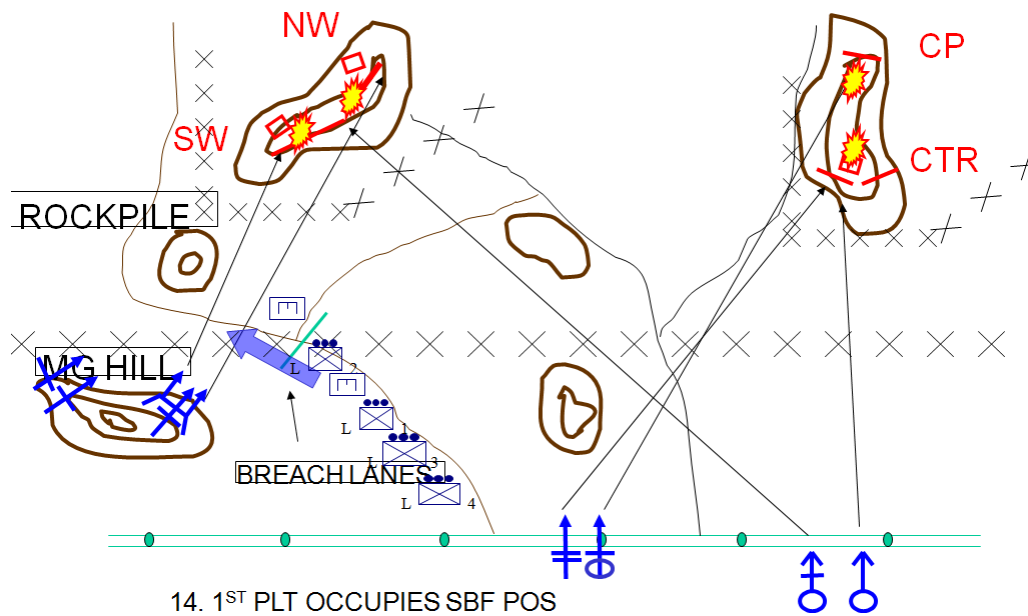 NW
CP
SW
CTR
ROCKPILE
MG HILL
L 2
E
E
L 1
L 3
BREACH LANES
L 4
14. 1ST PLT OCCUPIES SBF POS